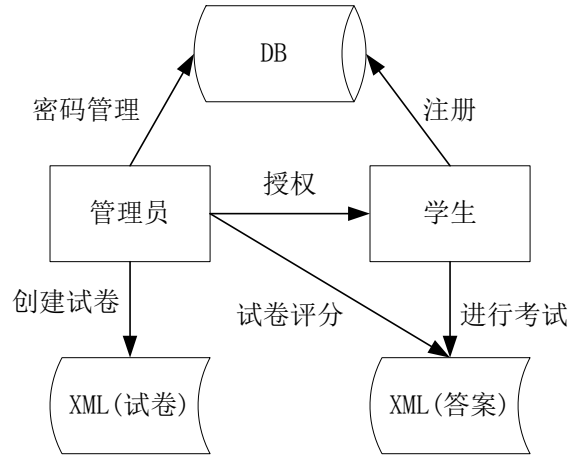 DB
密码管理
注册
管理员
授权
学生
创建试卷
试卷评分
进行考试
XML(试卷)
XML(答案)